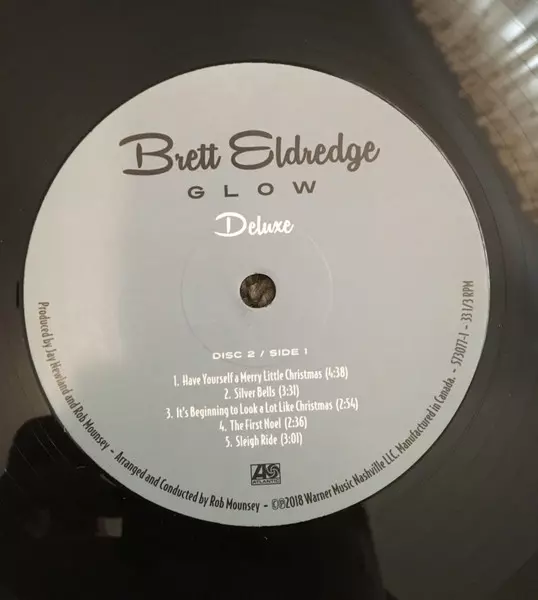 Brett Eldredge
GLOW
Deluxe
DISC 2 / SIDE 1
1. Have Yourself a Merry Little Christmas (4:38)
2. Silver Bells (3:31)
3. It's Beginning to Look a Lot Like Christmas (2:54)
4. The First Noel (2:36)
5. Sleigh Ride (3:01)
ATLANTIC
Produced by Jay Newland and Rob Mounsey – Arranged and Conducted by Rob Mounsey – ©℗2018 Warner Music Nashville LLC. Manufactured in Canada. – 573077-1 – 33 1/3 RPM